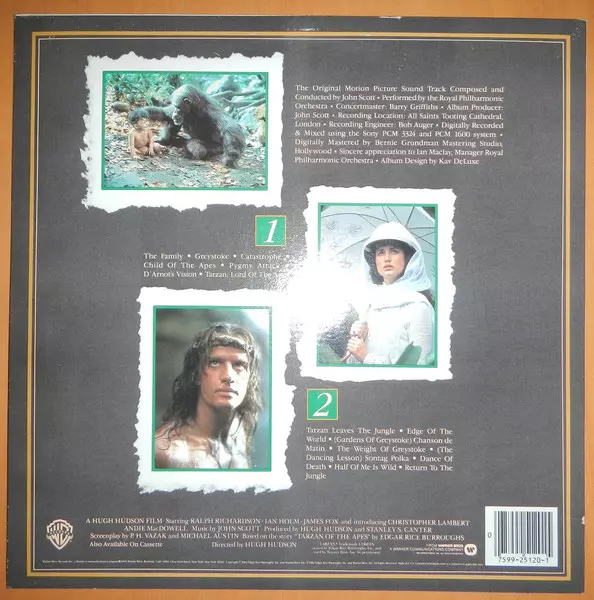 The Original Motion Picture Sound Track Composed and
Conducted by John Scott • Performed by the Royal Philharmonic
Orchestra • Concertmaster: Barry Griffiths • Album Producer:
John Scott • Recording Location: All Saints Tooting Cathedral,
London • Recording Engineer: Bob Auger • Digitally Recorded
& Mixed using the Sony PCM 3324 and PCM 1600 system •
Digitally Mastered by Bernie Grundman Mastering Studio,
Hollywood • Sincere appreciation to Ian Maclay, Manager Royal
Philharmonic Orchestra • Album Design by Kav DeLuxe
1
The Family • Greystoke • Catastrophe •
Child Of The Apes • Pygmy Attack •
D'Arnot's Vision • Tarzan, Lord Of The
2
Tarzan Leaves The Jungle • Edge Of The
World • (Gardens Of Greystoke) Chanson de
Matin • The Weight Of Greystoke • (The
Dancing Lesson) Sontag Polka • Dance Of
Death • Half Of Me Is Wild • Return To The
Jungle
A HUGH HUDSON FILM Starring RALPH RICHARDSON • IAN HOLM • JAMES FOX and introducing CHRISTOPHER LAMBERT
ANDIE MacDOWELL Music by JOHN SCOTT Produced by HUGH HUDSON and STANLEY S. CANTER
Screenplay by P. H. VAZAK and MICHAEL AUSTIN Based on the story "TARZAN OF THE APES" by EDGAR RICE BURROUGHS
Also Available On Cassette
Directed by HUGH HUDSON
FROM WARNER BROS
A WARNER COMMUNICATIONS COMPANY
0
7599-25120-1